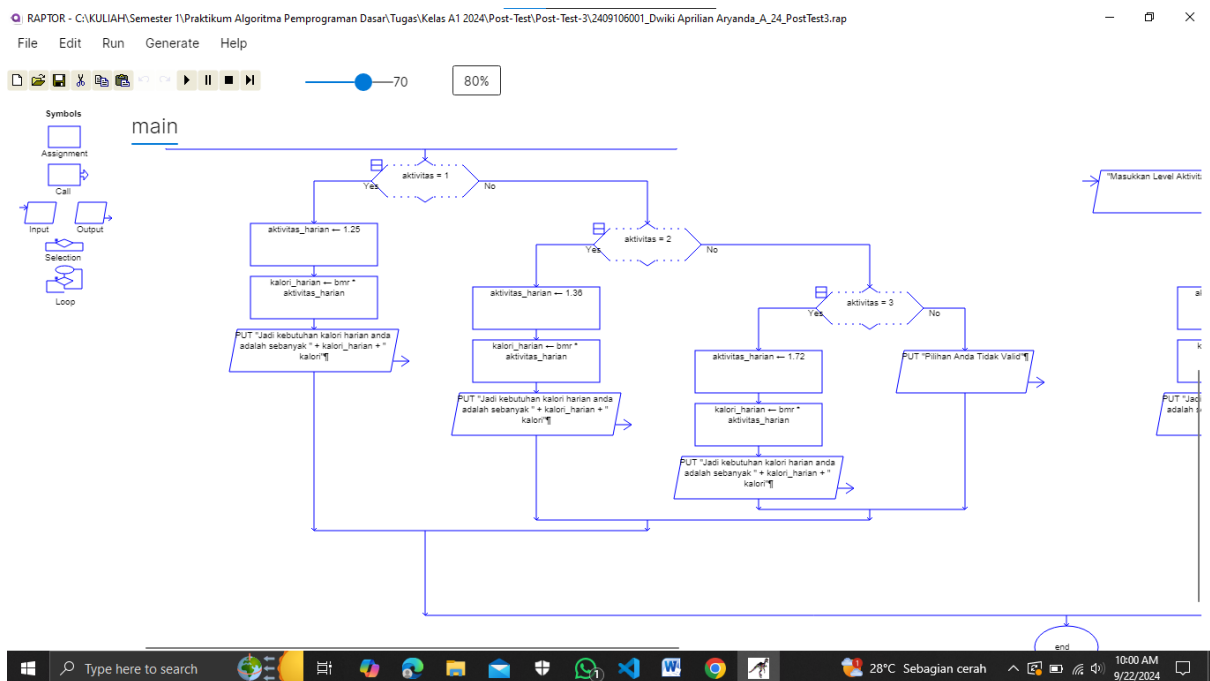 RAPTOR - C:\KULIAH\Semester 1\Praktikum Algoritma Pemprograman Dasar\Tugas\Kelas A1 2024\Post-Test\Post-Test-3\2409106001_Dwiki Aprilian Aryanda_A_24_PostTest3.rap
File Edit Run Generate Help
70
80%
Symbols
Assignment
Call
Input Output
Selection
Loop
main
aktivitas = 1
Yes
No
aktivitas_harian ← 1.25
kalori_harian ← bmr *
aktivitas_harian
PUT "Jadi kebutuhan kalori harian anda
adalah sebanyak " + kalori_harian + "
kalori"¶
aktivitas = 2
Yes
No
aktivitas_harian ← 1.36
kalori_harian ← bmr *
aktivitas_harian
PUT "Jadi kebutuhan kalori harian anda
adalah sebanyak " + kalori_harian + "
kalori"¶
aktivitas = 3
Yes
No
aktivitas_harian ← 1.72
kalori_harian ← bmr *
aktivitas_harian
PUT "Jadi kebutuhan kalori harian anda
adalah sebanyak " + kalori_harian + "
kalori"¶
PUT "Pilihan Anda Tidak Valid"¶
"Masukkan Level Aktivit
PUT "Jad
adalah s
end
Type here to search
1
28°C Sebagian cerah
10:00 AM
9/22/2024